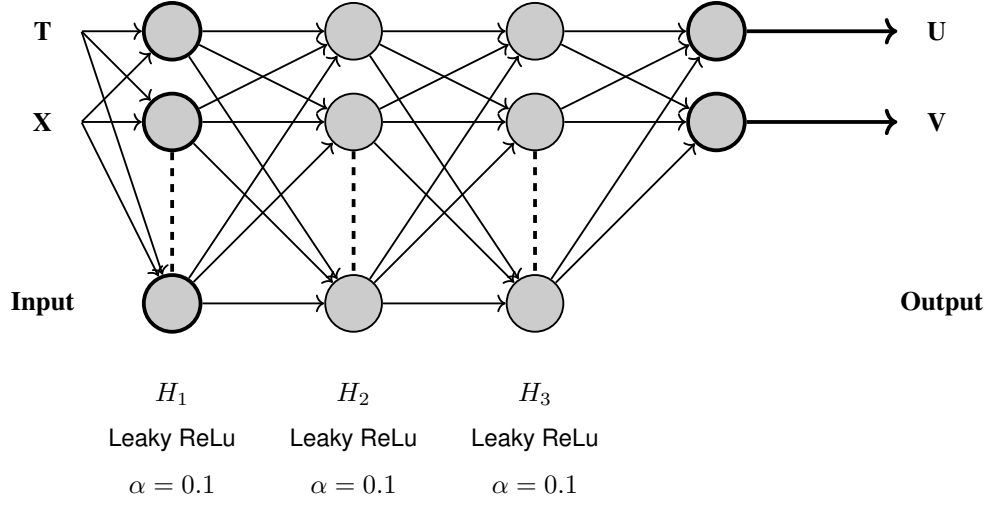 T
U
X
V
Input
Output
H₁
H₂
H₃
Leaky ReLu
Leaky ReLu
Leaky ReLu
α = 0.1
α = 0.1
α = 0.1